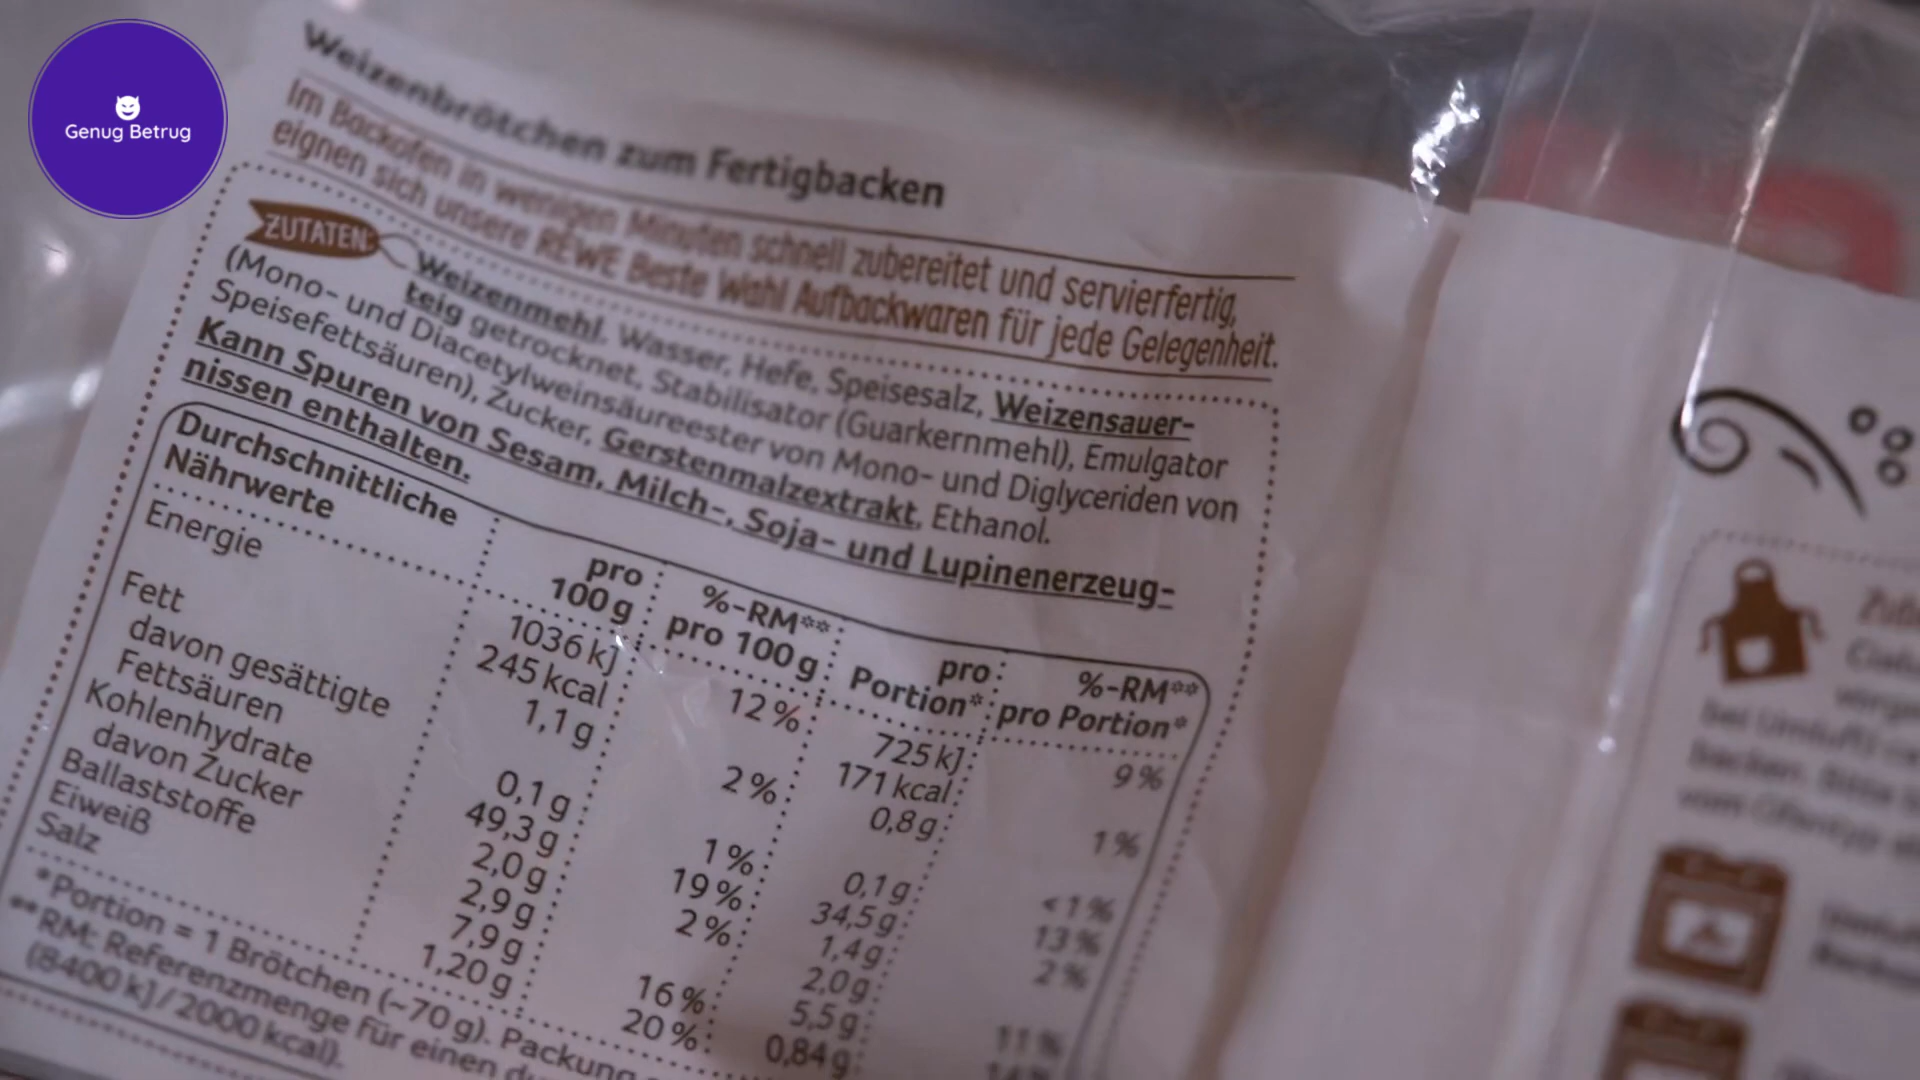 Genug Betrug
Weizenbrötchen zum Fertigbacken
Im Backofen in wenigen Minuten schnell zubereitet und servierfertig,
eignen sich unsere REWE Beste Wahl Aufbackwaren für jede Gelegenheit.
ZUTATEN:
Weizenmehl, Wasser, Hefe, Speisesalz, Weizensauer-
teig getrocknet, Stabilisator (Guarkernmehl), Emulgator
(Mono- und Diacetylweinsäureester von Mono- und Diglyceriden von
Speisefettsäuren), Zucker, Gerstenmalzextrakt, Ethanol.
Kann Spuren von Sesam, Milch-, Soja- und Lupinenerzeug-
nissen enthalten.
Durchschnittliche Nährwerte pro 100 g %-RM** pro 100 g pro Portion* %-RM** pro Portion*
Energie 1036 kJ 725 kJ
245 kcal 12 % 171 kcal 9 %
Fett 1,1 g 2 % 0,8 g 1 %
davon gesättigte
Fettsäuren 0,1 g 1 % 0,1 g <1 %
Kohlenhydrate 49,3 g 19 % 34,5 g 13 %
davon Zucker 2,0 g 2 % 1,4 g 2 %
Ballaststoffe 2,9 g 2,0 g
Eiweiß 7,9 g 16 % 5,5 g 11 %
Salz 1,20 g 20 % 0,84 g
*Portion = 1 Brötchen (~70 g). Packung
**RM: Referenzmenge für einen
(8400 kJ/2000 kcal).